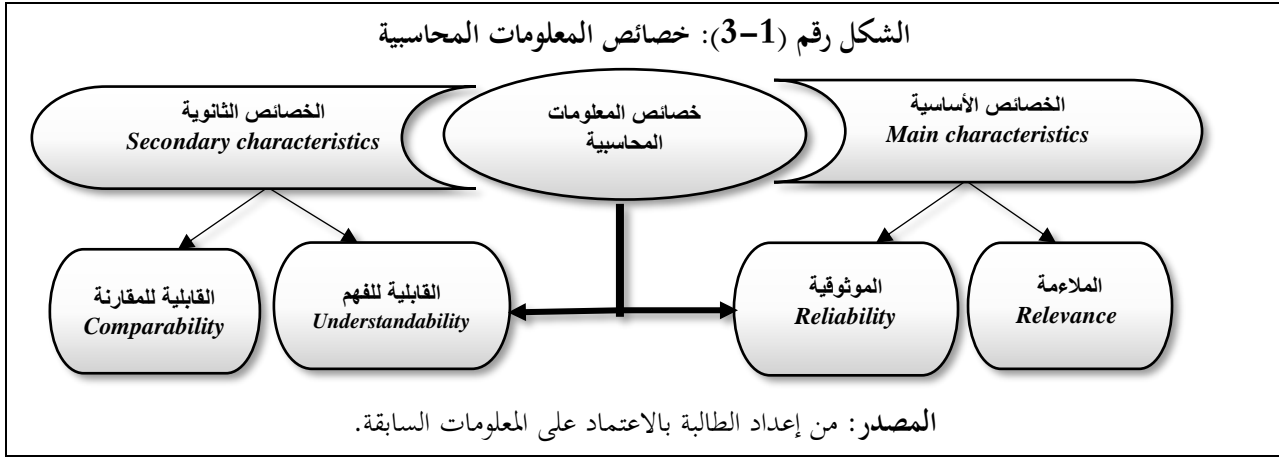 الشكل رقم (1-3): خصائص المعلومات المحاسبية
الخصائص الأساسية
Main characteristics
خصائص المعلومات
المحاسبية
الخصائص الثانوية
Secondary characteristics
الملاءمة
Relevance
الموثوقية
Reliability
القابلية للفهم
Understandability
القابلية للمقارنة
Comparability
المصدر: من إعداد الطالبة بالاعتماد على المعلومات السابقة.